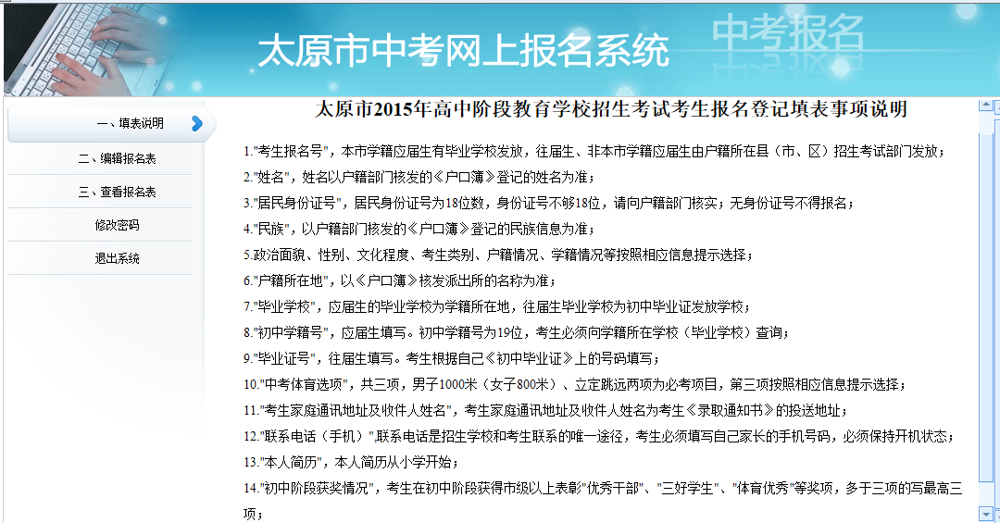 太原市中考网上报名系统
中考报名
一、填表说明
二、编辑报名表
三、查看报名表
修改密码
退出系统
太原市2015年高中阶段教育学校招生考试考生报名登记填表事项说明
1."考生报名号"，本市学籍应届生有毕业学校发放，往届生、非本市学籍应届生由户籍所在县（市、区）招生考试部门发放；
2."姓名"，姓名以户籍部门核发的《户口簿》登记的姓名为准；
3."居民身份证号"，居民身份证号为18位数，身份证号不够18位，请向户籍部门核实；无身份证号不得报名；
4."民族"，以户籍部门核发的《户口簿》登记的民族信息为准；
5.政治面貌、性别、文化程度、考生类别、户籍情况、学籍情况等按照相应信息提示选择；
6."户籍所在地"，以《户口簿》核发派出所的名称为准；
7."毕业学校"，应届生的毕业学校为学籍所在地，往届生毕业学校为初中毕业证发放学校；
8."初中学籍号"，应届生填写。初中学籍号为19位，考生必须向学籍所在学校（毕业学校）查询；
9."毕业证号"，往届生填写。考生根据自己《初中毕业证》上的号码填写；
10."中考体育选项"，共三项，男子1000米（女子800米）、立定跳远两项为必考项目，第三项按照相应信息提示选择；
11."考生家庭通讯地址及收件人姓名"，考生家庭通讯地址及收件人姓名为考生《录取通知书》的投送地址；
12."联系电话（手机）",联系电话是招生学校和考生联系的唯一途径，考生必须填写自己家长的手机号码，必须保持开机状态；
13."本人简历"，本人简历从小学开始；
14."初中阶段获奖情况"，考生在初中阶段获得市级以上表彰"优秀干部"、"三好学生"、"体育优秀"等奖项，多于三项的写最高三
项；